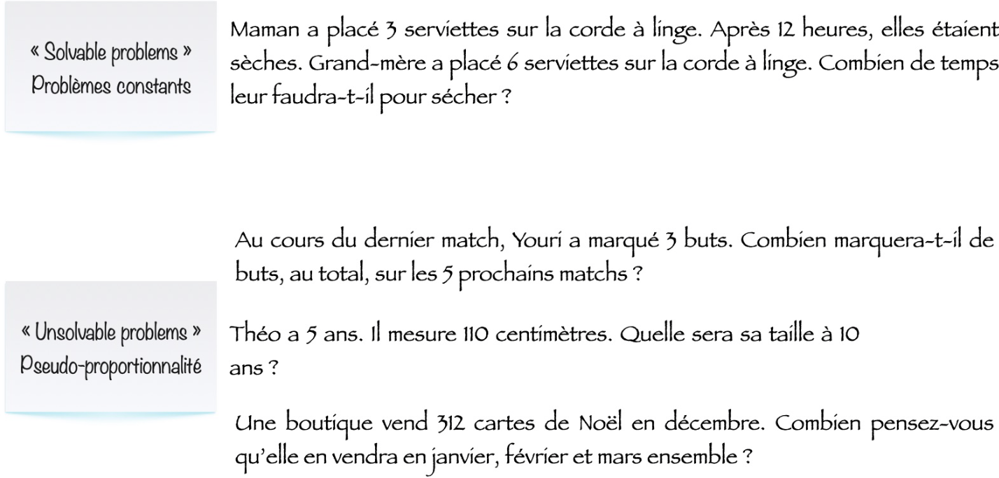 « Solvable problems »
Problèmes constants
Maman a placé 3 serviettes sur la corde à linge. Après 12 heures, elles étaient
sèches. Grand-mère a placé 6 serviettes sur la corde à linge. Combien de temps
leur faudra-t-il pour sécher ?
« Unsolvable problems »
Pseudo-proportionnalité
Au cours du dernier match, Youri a marqué 3 buts. Combien marquera-t-il de
buts, au total, sur les 5 prochains matchs ?
Théo a 5 ans. Il mesure 110 centimètres. Quelle sera sa taille à 10
ans ?
Une boutique vend 312 cartes de Noël en décembre. Combien pensez-vous
qu'elle en vendra en janvier, février et mars ensemble ?